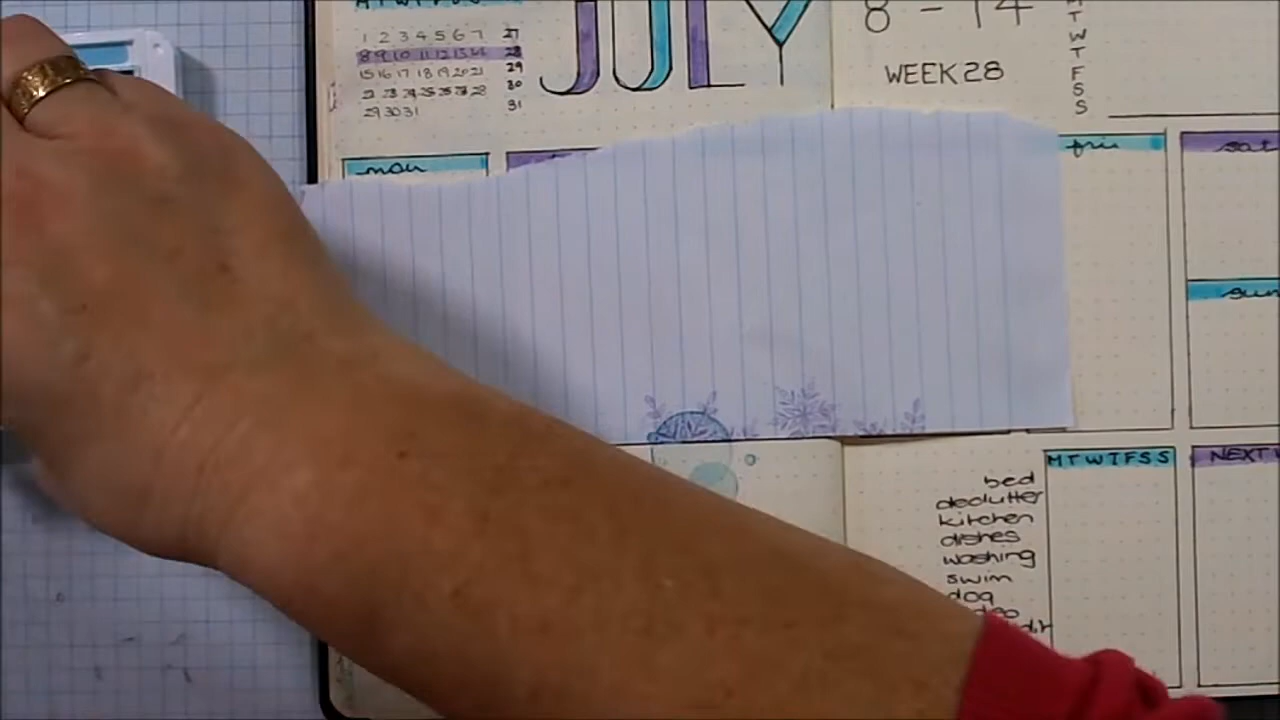 M T W T F S S
1 2 3 4 5 6 7 27
8 9 10 11 12 13 14 28
15 16 17 18 19 20 21 29
22 23 24 25 26 27 28 30
29 30 31 31
JULY
8 - 14
WEEK 28
T
W
T
F
S
S
mon
fri
sat
sun
MTWTFSS
NEXT
bed
declutter
kitchen
dishes
washing
swim
dog